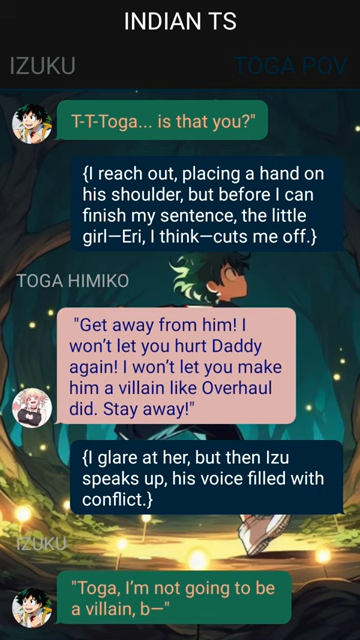 INDIAN TS
IZUKU
TOGA POV
T-T-Toga... is that you?"
{I reach out, placing a hand on
his shoulder, but before I can
finish my sentence, the little
girl—Eri, I think—cuts me off.}
TOGA HIMIKO
"Get away from him! I
won't let you hurt Daddy
again! I won't let you make
him a villain like Overhaul
did. Stay away!"
{I glare at her, but then Izu
speaks up, his voice filled with
conflict.}
IZUKU
"Toga, I'm not going to be
a villain, b—"